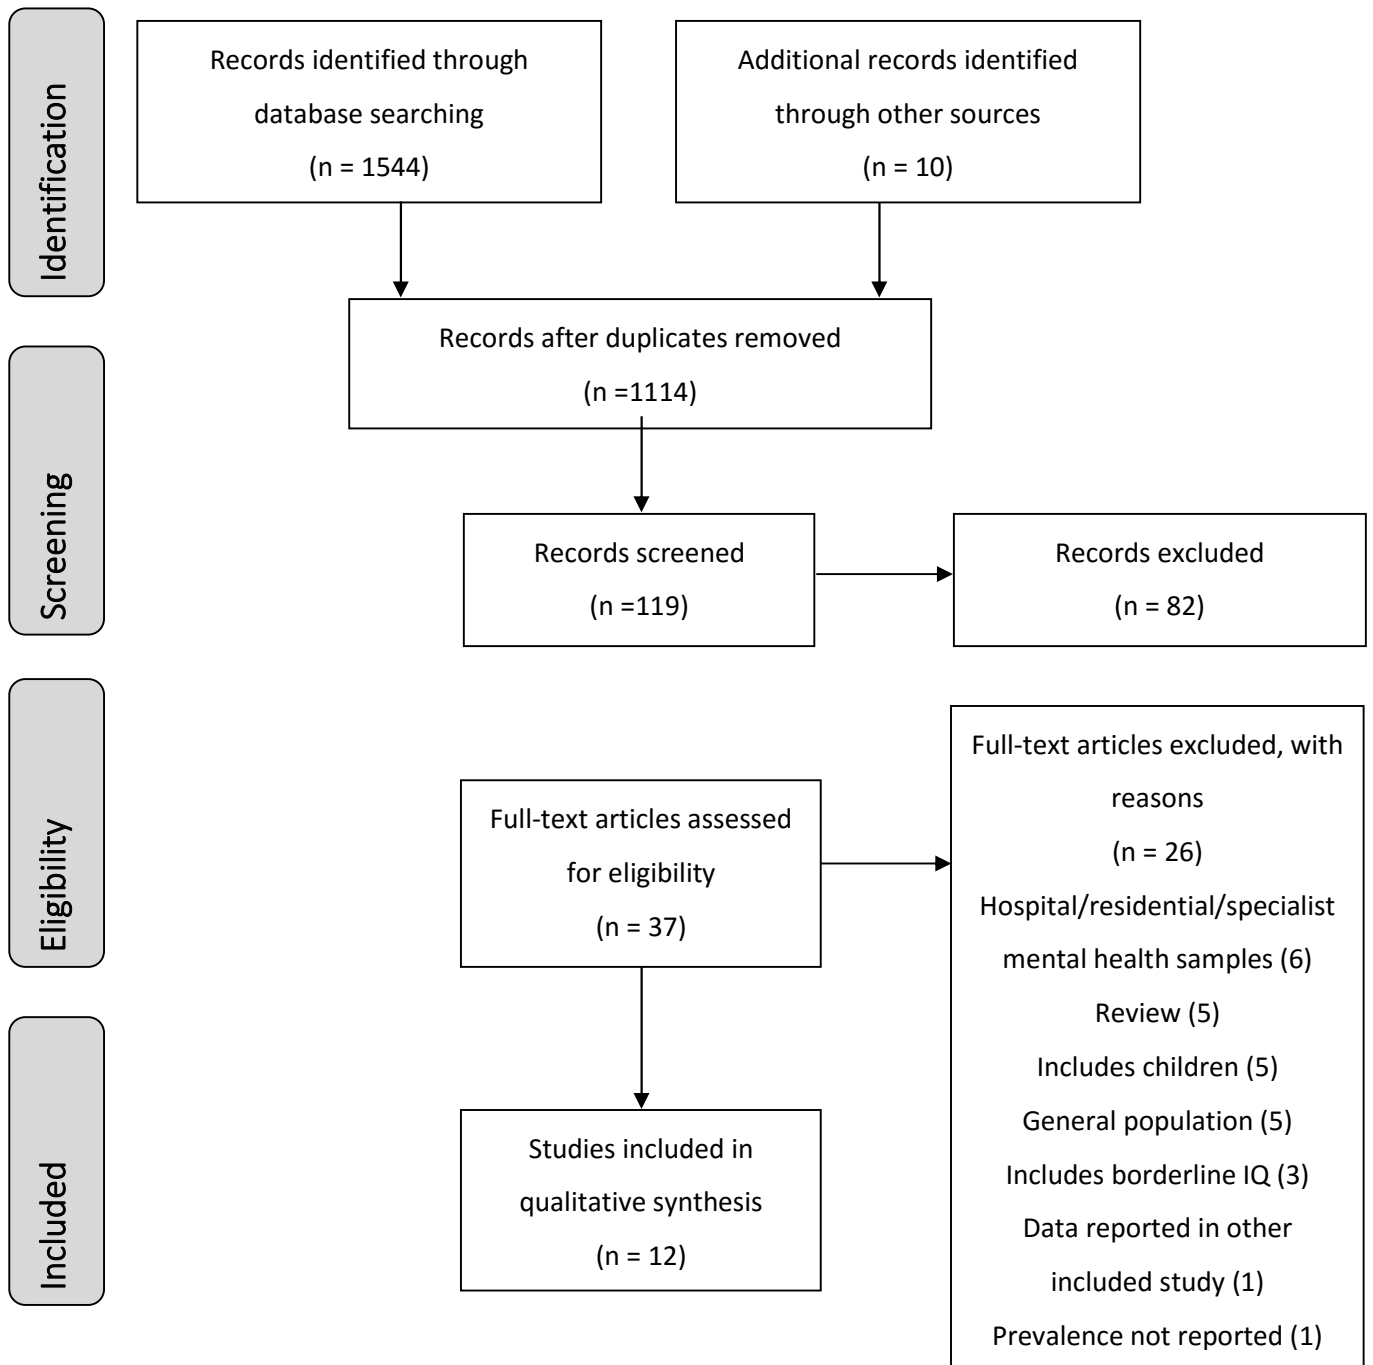 Identification
Records identified through
database searching
(n = 1544)
Additional records identified
through other sources
(n = 10)
Records after duplicates removed
(n =1114)
Screening
Records screened
(n =119)
Records excluded
(n = 82)
Eligibility
Full-text articles assessed
for eligibility
(n = 37)
Full-text articles excluded, with
reasons
(n = 26)
Hospital/residential/specialist
mental health samples (6)
Review (5)
Includes children (5)
General population (5)
Includes borderline IQ (3)
Data reported in other
included study (1)
Prevalence not reported (1)
Included
Studies included in
qualitative synthesis
(n = 12)